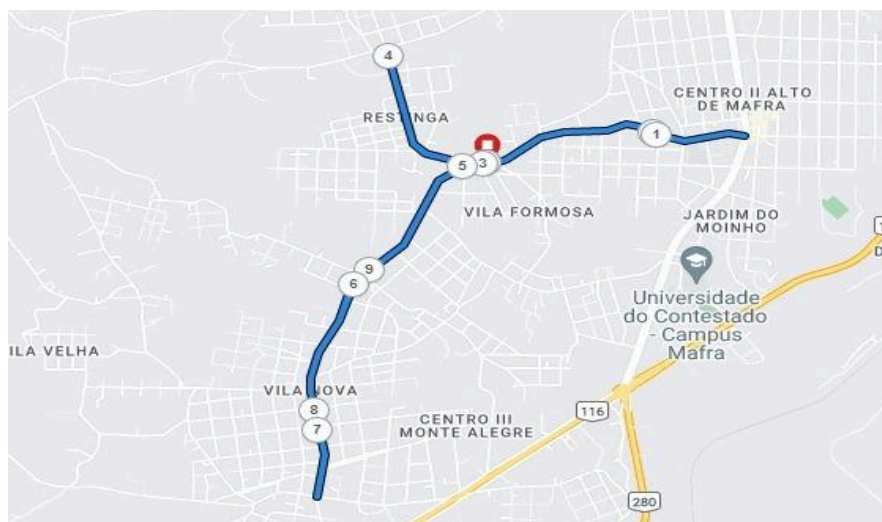 4
CENTRO II ALTO
DE MAFRA
RESTINGA
1
5
3
VILA FORMOSA
JARDIM DO
MOINHO
1
D
9
6
Universidade
do Contestado
- Campus
Mafra
ILA VELHA
VILA NOVA
8
7
CENTRO III
MONTE ALEGRE
116
280